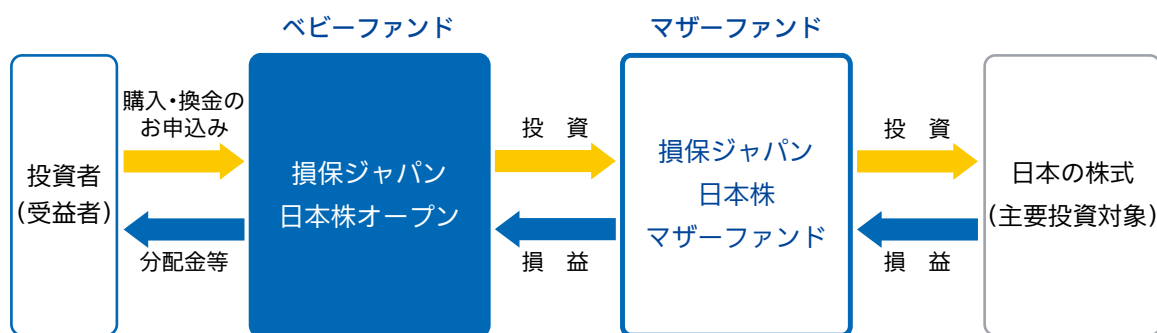 ベビーファンド
マザーファンド
投資者
(受益者)
購入・換金の
お申込み
分配金等
損保ジャパン
日本株オープン
投　資
損　益
損保ジャパン
日本株
マザーファンド
投　資
損　益
日本の株式
(主要投資対象)